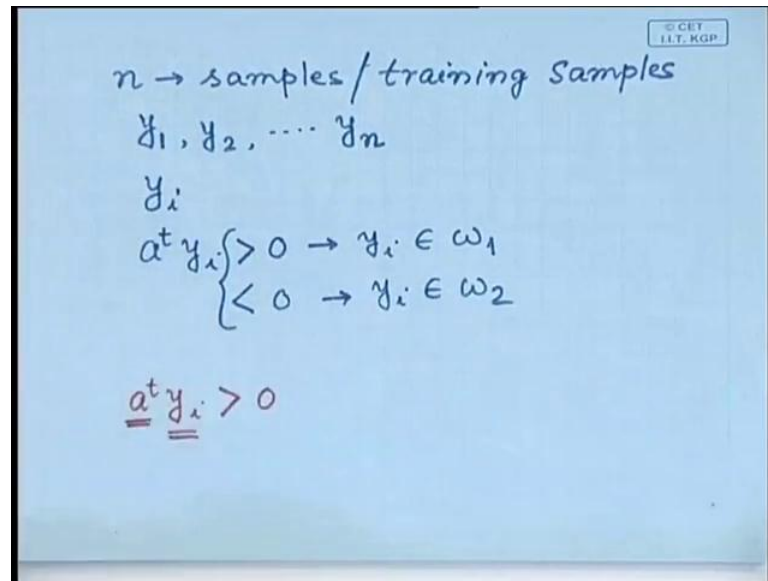 © CET
I.I.T. KGP
n → samples/training Samples
y₁, y₂, .... yₙ
yᵢ
aᵗ yᵢ { > 0 → yᵢ ∈ ω₁
{ < 0 → yᵢ ∈ ω₂
aᵗ yᵢ > 0